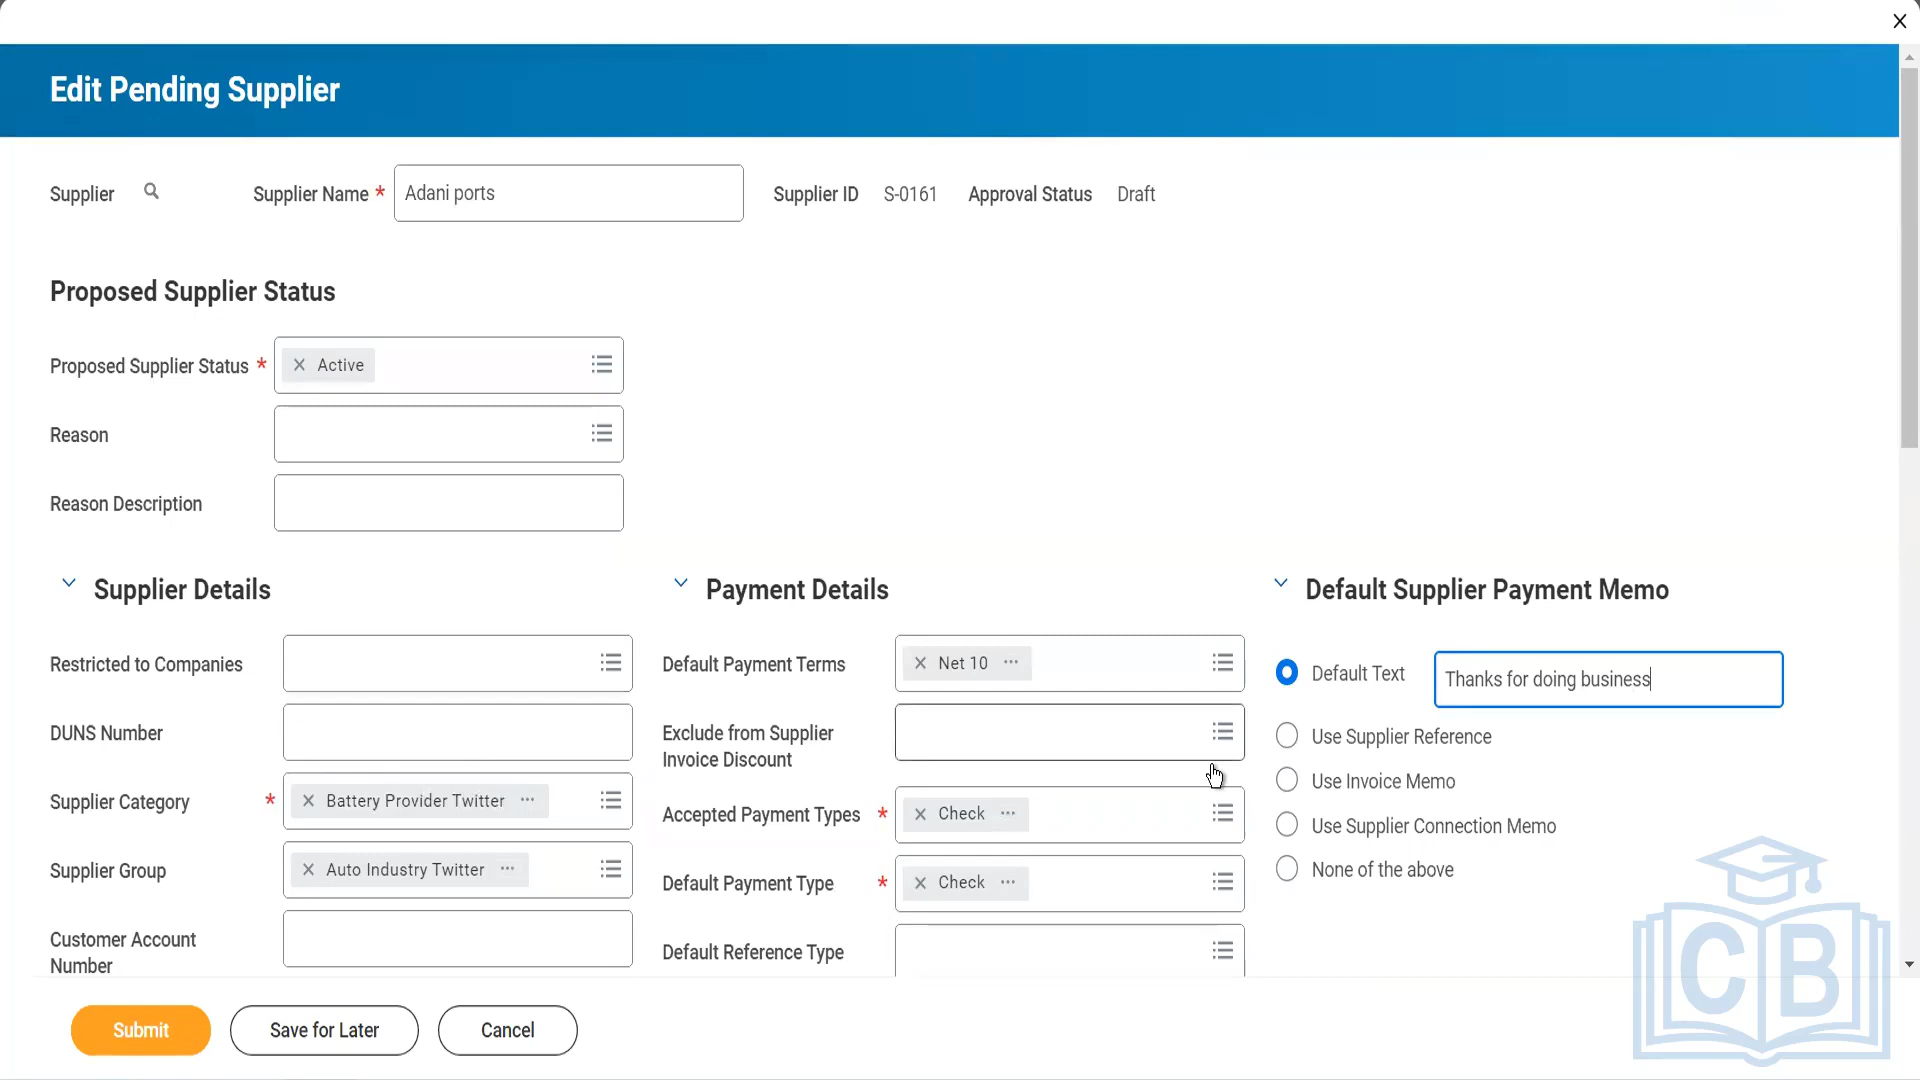 Edit Pending Supplier
Supplier Supplier Name * Adani ports Supplier ID S-0161 Approval Status Draft
Proposed Supplier Status
Proposed Supplier Status * Active
Reason
Reason Description
Supplier Details
Restricted to Companies
DUNS Number
Supplier Category * Battery Provider Twitter
Supplier Group Auto Industry Twitter
Customer Account
Number
Payment Details
Default Payment Terms Net 10
Exclude from Supplier
Invoice Discount
Accepted Payment Types * Check
Default Payment Type * Check
Default Reference Type
Default Supplier Payment Memo
Default Text Thanks for doing business
Use Supplier Reference
Use Invoice Memo
Use Supplier Connection Memo
None of the above
Submit Save for Later Cancel
CB